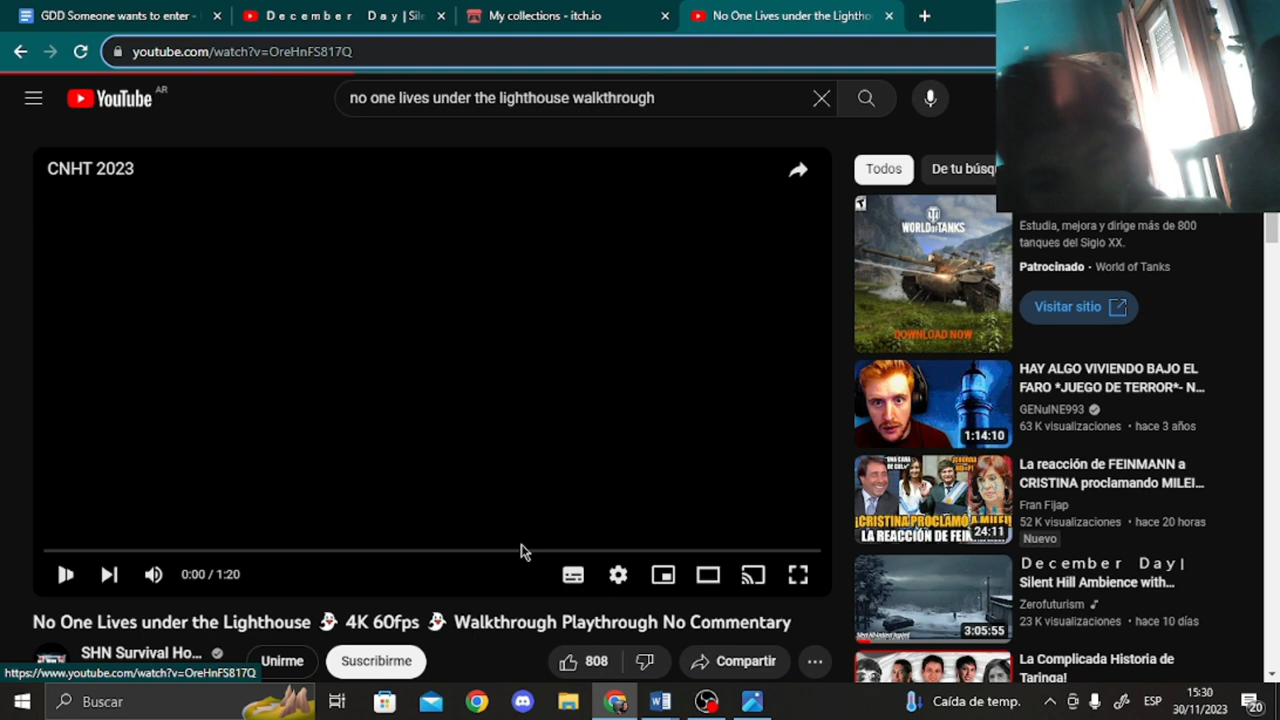 GDD Someone wants to enter -
D e c e m b e r D a y | Sile
My collections - itch.io
No One Lives under the Lightho
youtube.com/watch?v=OreHnFS817Q
YouTube AR
no one lives under the lighthouse walkthrough
CNHT 2023
0:00 / 1:20
No One Lives under the Lighthouse 👻 4K 60fps 👻 Walkthrough Playthrough No Commentary
SHN Survival Ho...
Unirme
Suscribirme
808
Compartir
https://www.youtube.com/watch?v=OreHnFS817Q
Todos
De tu búsq
WORLD OF TANKS
DOWNLOAD NOW
Estudia, mejora y dirige más de 800
tanques del Siglo XX.
Patrocinado · World of Tanks
Visitar sitio
1:14:10
HAY ALGO VIVIENDO BAJO EL
FARO *JUEGO DE TERROR*- N...
GENuINE993
63 K visualizaciones · hace 3 años
¡CRISTINA PROCLAMÓ A MILEI!
LA REACCIÓN DE FEIN
24:11
La reacción de FEINMANN a
CRISTINA proclamando MILEI...
Fran Fijap
52 K visualizaciones · hace 20 horas
Nuevo
3:05:55
D e c e m b e r D a y |
Silent Hill Ambience with...
Zerofuturism
23 K visualizaciones · hace 10 días
La Complicada Historia de
Taringa!
Buscar
Caída de temp.
ESP
15:30
30/11/2023
20